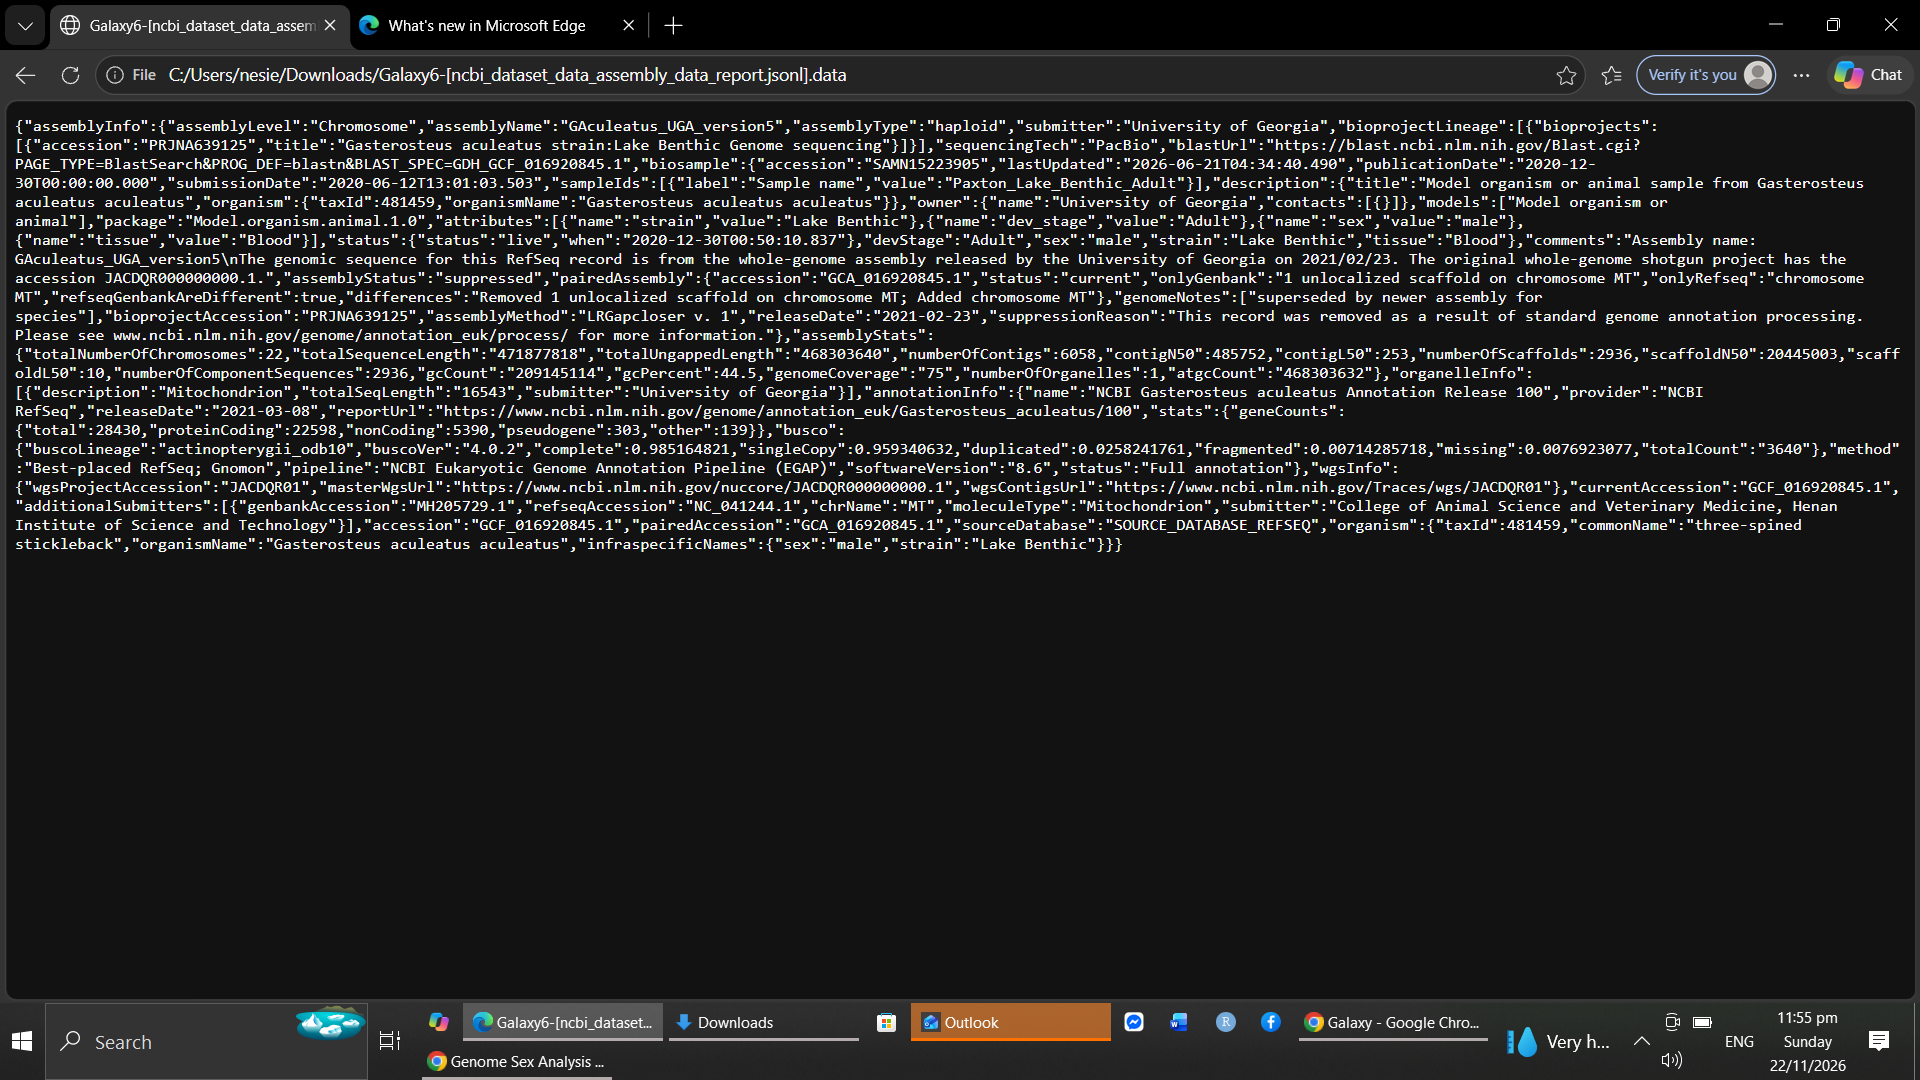 Galaxy6-[ncbi_dataset_data_assem
What's new in Microsoft Edge
File C:/Users/nesie/Downloads/Galaxy6-[ncbi_dataset_data_assembly_data_report.jsonl].data
Verify it's you
Chat
{"assemblyInfo":{"assemblyLevel":"Chromosome","assemblyName":"GAculeatus_UGA_version5","assemblyType":"haploid","submitter":"University of Georgia","bioprojectLineage":[{"bioprojects":
[{"accession":"PRJNA639125","title":"Gasterosteus aculeatus strain:Lake Benthic Genome sequencing"}]}],"sequencingTech":"PacBio","blastUrl":"https://blast.ncbi.nlm.nih.gov/Blast.cgi?
PAGE_TYPE=BlastSearch&PROG_DEF=blastn&BLAST_SPEC=GDH_GCF_016920845.1","biosample":{"accession":"SAMN15223905","lastUpdated":"2026-06-21T04:34:40.490","publicationDate":"2020-12-
30T00:00:00.000","submissionDate":"2020-06-12T13:01:03.503","sampleIds":[{"label":"Sample name","value":"Paxton_Lake_Benthic_Adult"}],"description":{"title":"Model organism or animal sample from Gasterosteus
aculeatus aculeatus","organism":{"taxId":481459,"organismName":"Gasterosteus aculeatus aculeatus"}},"owner":{"name":"University of Georgia","contacts":[{}]},"models":["Model organism or
animal"],"package":"Model.organism.animal.1.0","attributes":[{"name":"strain","value":"Lake Benthic"},{"name":"dev_stage","value":"Adult"},{"name":"sex","value":"male"},
{"name":"tissue","value":"Blood"}],"status":{"status":"live","when":"2020-12-30T00:50:10.837"},"devStage":"Adult","sex":"male","strain":"Lake Benthic","tissue":"Blood"},"comments":"Assembly name:
GAculeatus_UGA_version5\nThe genomic sequence for this RefSeq record is from the whole-genome assembly released by the University of Georgia on 2021/02/23. The original whole-genome shotgun project has the
accession JACDQR000000000.1.","assemblyStatus":"suppressed","pairedAssembly":{"accession":"GCA_016920845.1","status":"current","onlyGenbank":"1 unlocalized scaffold on chromosome MT","onlyRefseq":"chromosome
MT","refseqGenbankAreDifferent":true,"differences":"Removed 1 unlocalized scaffold on chromosome MT; Added chromosome MT"},"genomeNotes":["superseded by newer assembly for
species"],"bioprojectAccession":"PRJNA639125","assemblyMethod":"LRGapcloser v. 1","releaseDate":"2021-02-23","suppressionReason":"This record was removed as a result of standard genome annotation processing.
Please see www.ncbi.nlm.nih.gov/genome/annotation_euk/process/ for more information."},"assemblyStats":
{"totalNumberOfChromosomes":22,"totalSequenceLength":"471877818","totalUngappedLength":"468303640","numberOfContigs":6058,"contigN50":485752,"contigL50":253,"numberOfScaffolds":2936,"scaffoldN50":20445003,"scaff
oldL50":10,"numberOfComponentSequences":2936,"gcCount":"209145114","gcPercent":44.5,"genomeCoverage":"75","numberOfOrganelles":1,"atgcCount":"468303632"},"organelleInfo":
[{"description":"Mitochondrion","totalSeqLength":"16543","submitter":"University of Georgia"}],"annotationInfo":{"name":"NCBI Gasterosteus aculeatus Annotation Release 100","provider":"NCBI
RefSeq","releaseDate":"2021-03-08","reportUrl":"https://www.ncbi.nlm.nih.gov/genome/annotation_euk/Gasterosteus_aculeatus/100","stats":{"geneCounts":
{"total":28430,"proteinCoding":22598,"nonCoding":5390,"pseudogene":303,"other":139}},"busco":
{"buscoLineage":"actinopterygii_odb10","buscoVer":"4.0.2","complete":0.985164821,"singleCopy":0.959340632,"duplicated":0.0258241761,"fragmented":0.00714285718,"missing":0.0076923077,"totalCount":"3640"},"method"
:"Best-placed RefSeq; Gnomon","pipeline":"NCBI Eukaryotic Genome Annotation Pipeline (EGAP)","softwareVersion":"8.6","status":"Full annotation"},"wgsInfo":
{"wgsProjectAccession":"JACDQR01","masterWgsUrl":"https://www.ncbi.nlm.nih.gov/nuccore/JACDQR000000000.1","wgsContigsUrl":"https://www.ncbi.nlm.nih.gov/Traces/wgs/JACDQR01"},"currentAccession":"GCF_016920845.1",
"additionalSubmitters":[{"genbankAccession":"MH205729.1","refseqAccession":"NC_041244.1","chrName":"MT","moleculeType":"Mitochondrion","submitter":"College of Animal Science and Veterinary Medicine, Henan
Institute of Science and Technology"}],"accession":"GCF_016920845.1","pairedAccession":"GCA_016920845.1","sourceDatabase":"SOURCE_DATABASE_REFSEQ","organism":{"taxId":481459,"commonName":"three-spined
stickleback","organismName":"Gasterosteus aculeatus aculeatus","infraspecificNames":{"sex":"male","strain":"Lake Benthic"}}}
Search
Galaxy6-[ncbi_dataset...
Downloads
Outlook
Galaxy - Google Chro...
Genome Sex Analysis ...
Very h...
ENG
11:55 pm
Sunday
22/11/2026